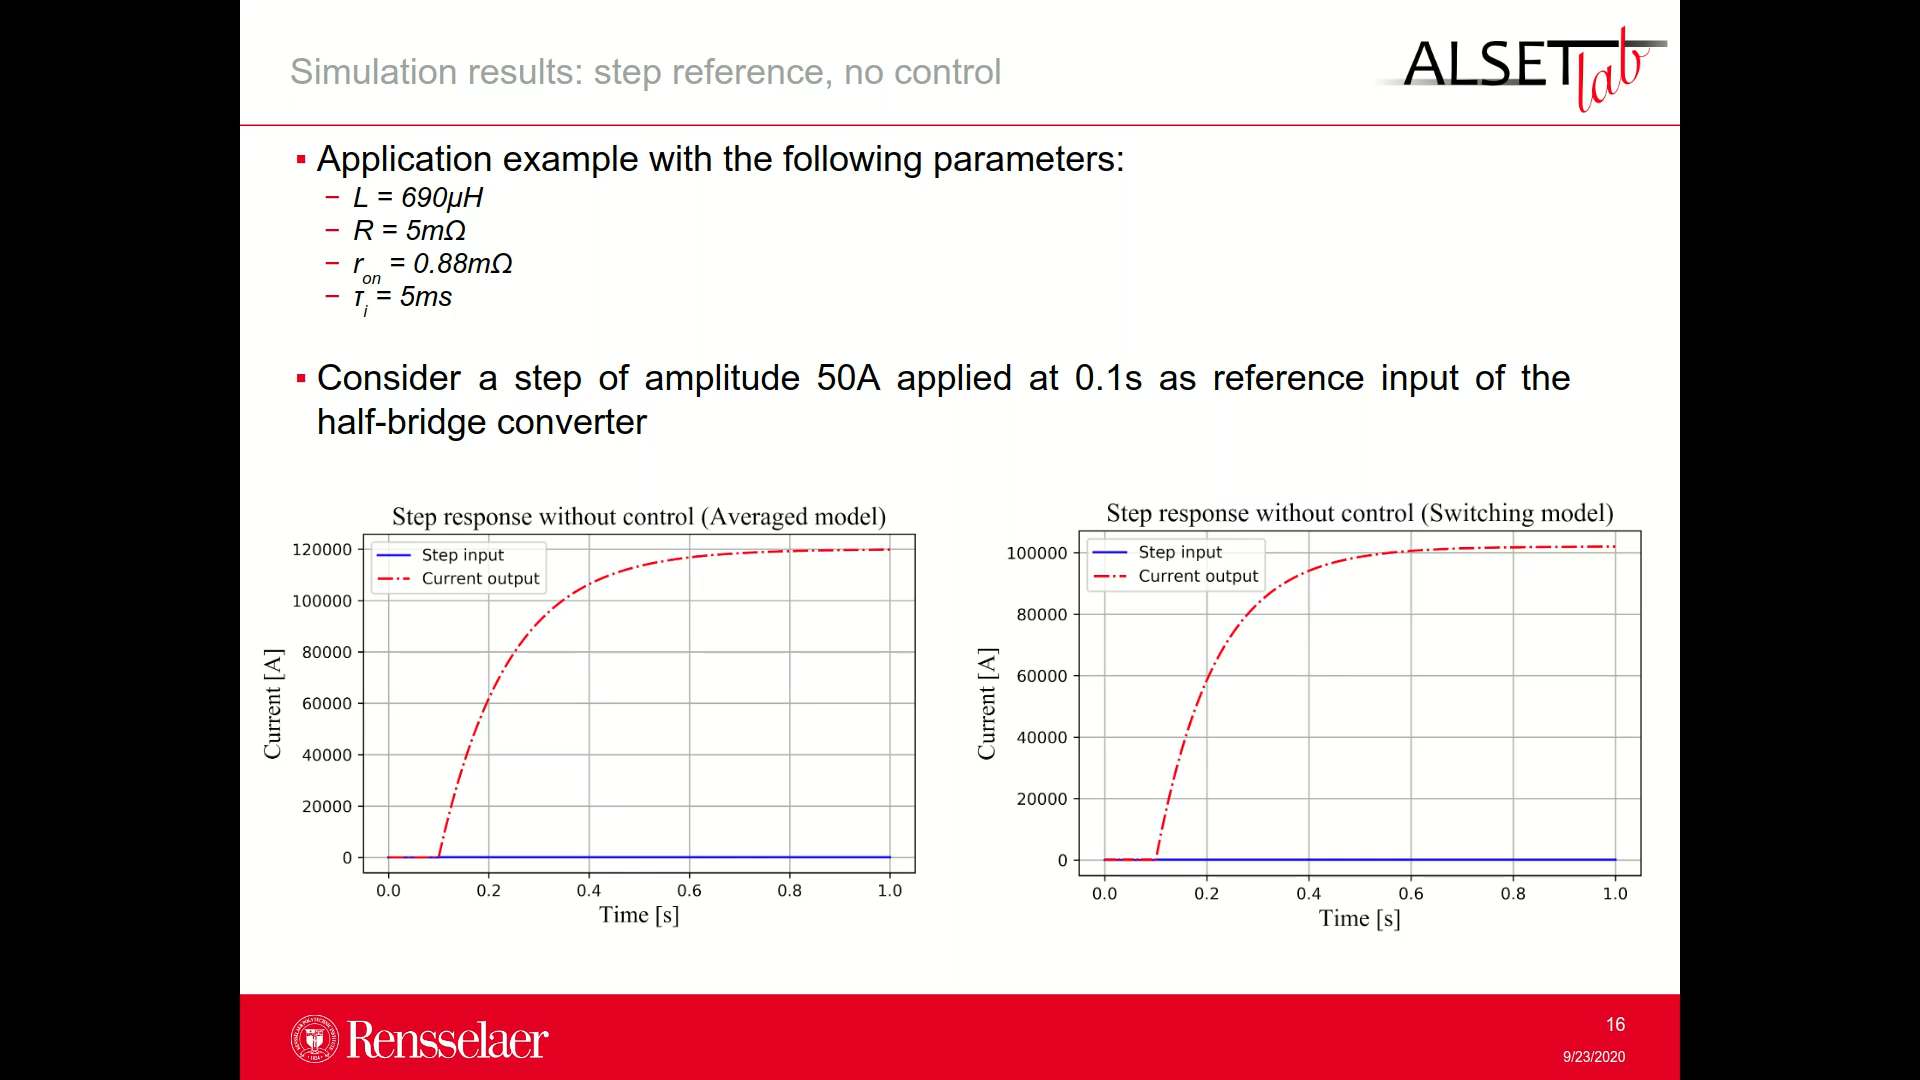 Simulation results: step reference, no control
ALSETlab
Application example with the following parameters:
– L = 690μH
– R = 5mΩ
– ron = 0.88mΩ
– τi = 5ms
Consider a step of amplitude 50A applied at 0.1s as reference input of the
half-bridge converter
Step response without control (Averaged model)
Step input
Current output
120000
100000
80000
60000
40000
20000
0
Current [A]
0.0 0.2 0.4 0.6 0.8 1.0
Time [s]
Step response without control (Switching model)
Step input
Current output
100000
80000
60000
40000
20000
0
Current [A]
0.0 0.2 0.4 0.6 0.8 1.0
Time [s]
Rensselaer
16
9/23/2020